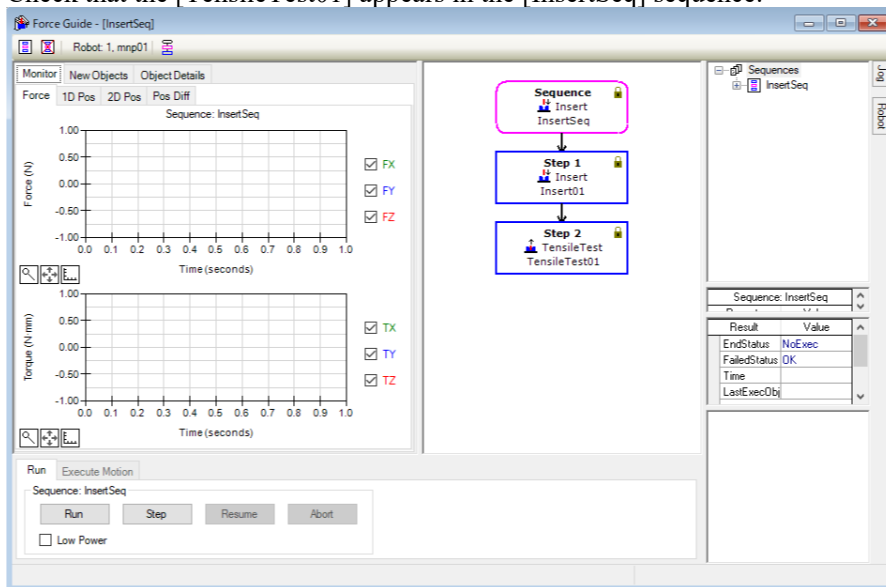 Check that the [TensileTest01] appears in the [InsertSeq] sequence.
Force Guide - [InsertSeq]
Robot: 1, mnp01
Monitor New Objects Object Details
Force 1D Pos 2D Pos Pos Diff
Sequence: InsertSeq
1.00
0.50
0.00
-0.50
-1.00
Force (N)
0.0 0.1 0.2 0.3 0.4 0.5 0.6 0.7 0.8 0.9 1.0
Time (seconds)
FX
FY
FZ
1.00
0.50
0.00
-0.50
-1.00
Torque (N·mm)
0.0 0.1 0.2 0.3 0.4 0.5 0.6 0.7 0.8 0.9 1.0
Time (seconds)
TX
TY
TZ
Sequence
Insert
InsertSeq
Step 1
Insert
Insert01
Step 2
TensileTest
TensileTest01
Sequences
InsertSeq
Jog
Robot
Sequence: InsertSeq
Result Value
EndStatus NoExec
FailedStatus OK
Time
LastExecObj
Run Execute Motion
Sequence: InsertSeq
Run Step Resume Abort
Low Power